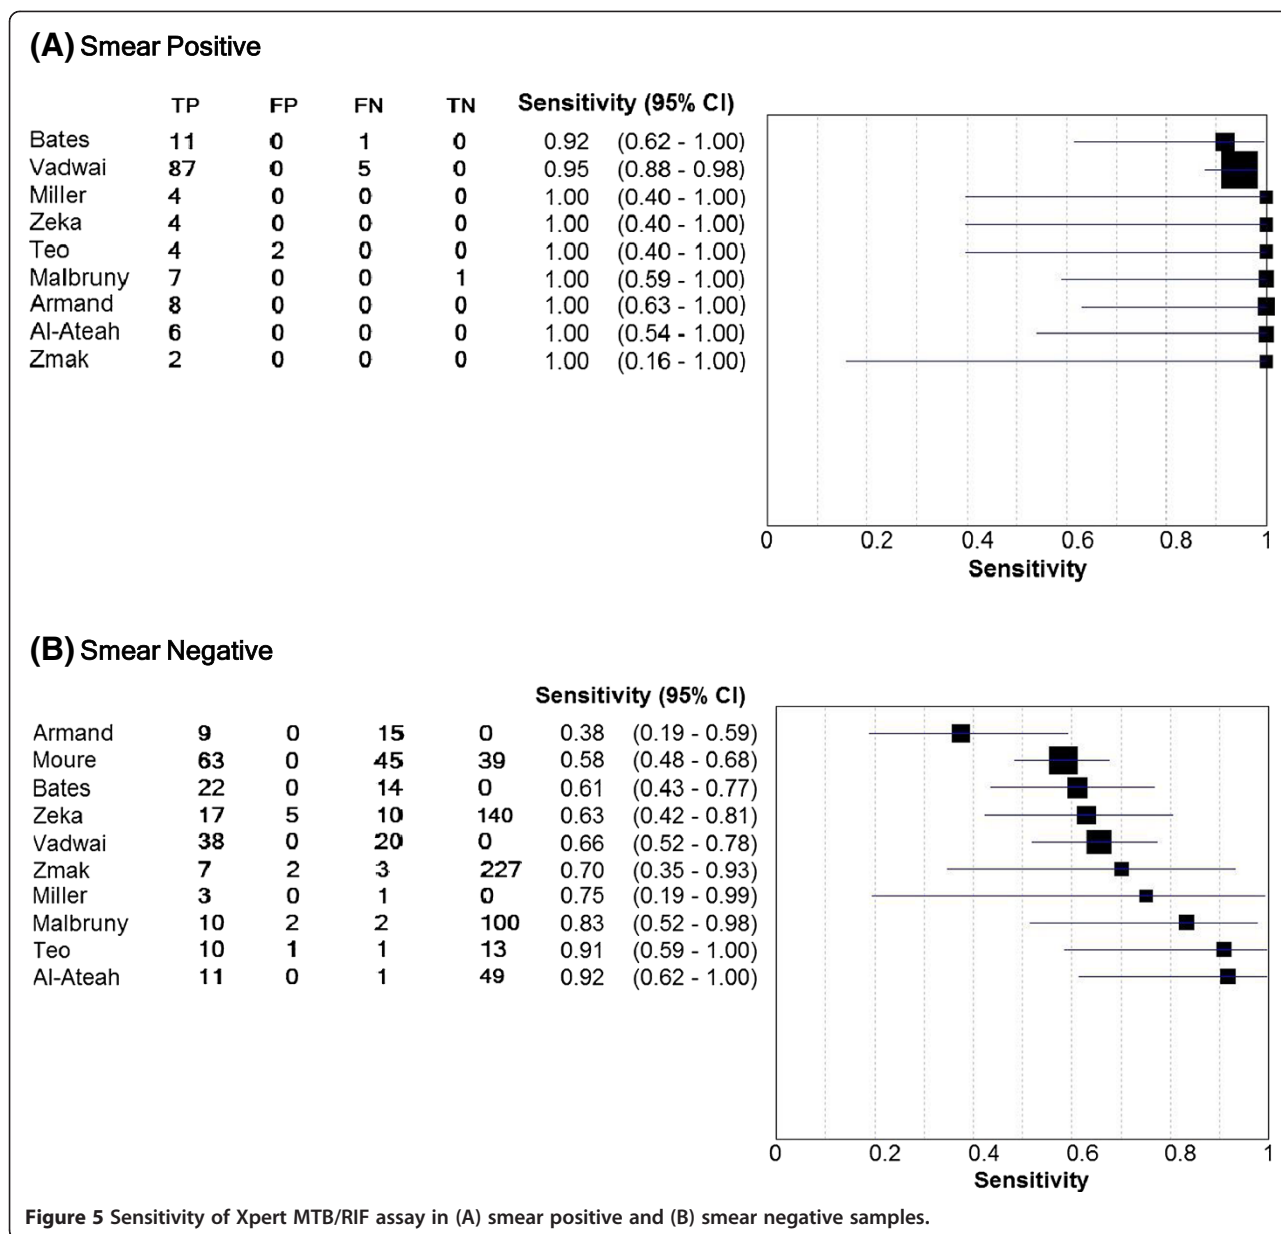 (A) Smear Positive
TP FP FN TN Sensitivity (95% CI)
Bates 11 0 1 0 0.92 (0.62 - 1.00)
Vadwai 87 0 5 0 0.95 (0.88 - 0.98)
Miller 4 0 0 0 1.00 (0.40 - 1.00)
Zeka 4 0 0 0 1.00 (0.40 - 1.00)
Teo 4 2 0 0 1.00 (0.40 - 1.00)
Malbruny 7 0 0 1 1.00 (0.59 - 1.00)
Armand 8 0 0 0 1.00 (0.63 - 1.00)
Al-Ateah 6 0 0 0 1.00 (0.54 - 1.00)
Zmak 2 0 0 0 1.00 (0.16 - 1.00)
0 0.2 0.4 0.6 0.8 1
Sensitivity
(B) Smear Negative
Sensitivity (95% CI)
Armand 9 0 15 0 0.38 (0.19 - 0.59)
Moure 63 0 45 39 0.58 (0.48 - 0.68)
Bates 22 0 14 0 0.61 (0.43 - 0.77)
Zeka 17 5 10 140 0.63 (0.42 - 0.81)
Vadwai 38 0 20 0 0.66 (0.52 - 0.78)
Zmak 7 2 3 227 0.70 (0.35 - 0.93)
Miller 3 0 1 0 0.75 (0.19 - 0.99)
Malbruny 10 2 2 100 0.83 (0.52 - 0.98)
Teo 10 1 1 13 0.91 (0.59 - 1.00)
Al-Ateah 11 0 1 49 0.92 (0.62 - 1.00)
0 0.2 0.4 0.6 0.8 1
Sensitivity
Figure 5 Sensitivity of Xpert MTB/RIF assay in (A) smear positive and (B) smear negative samples.